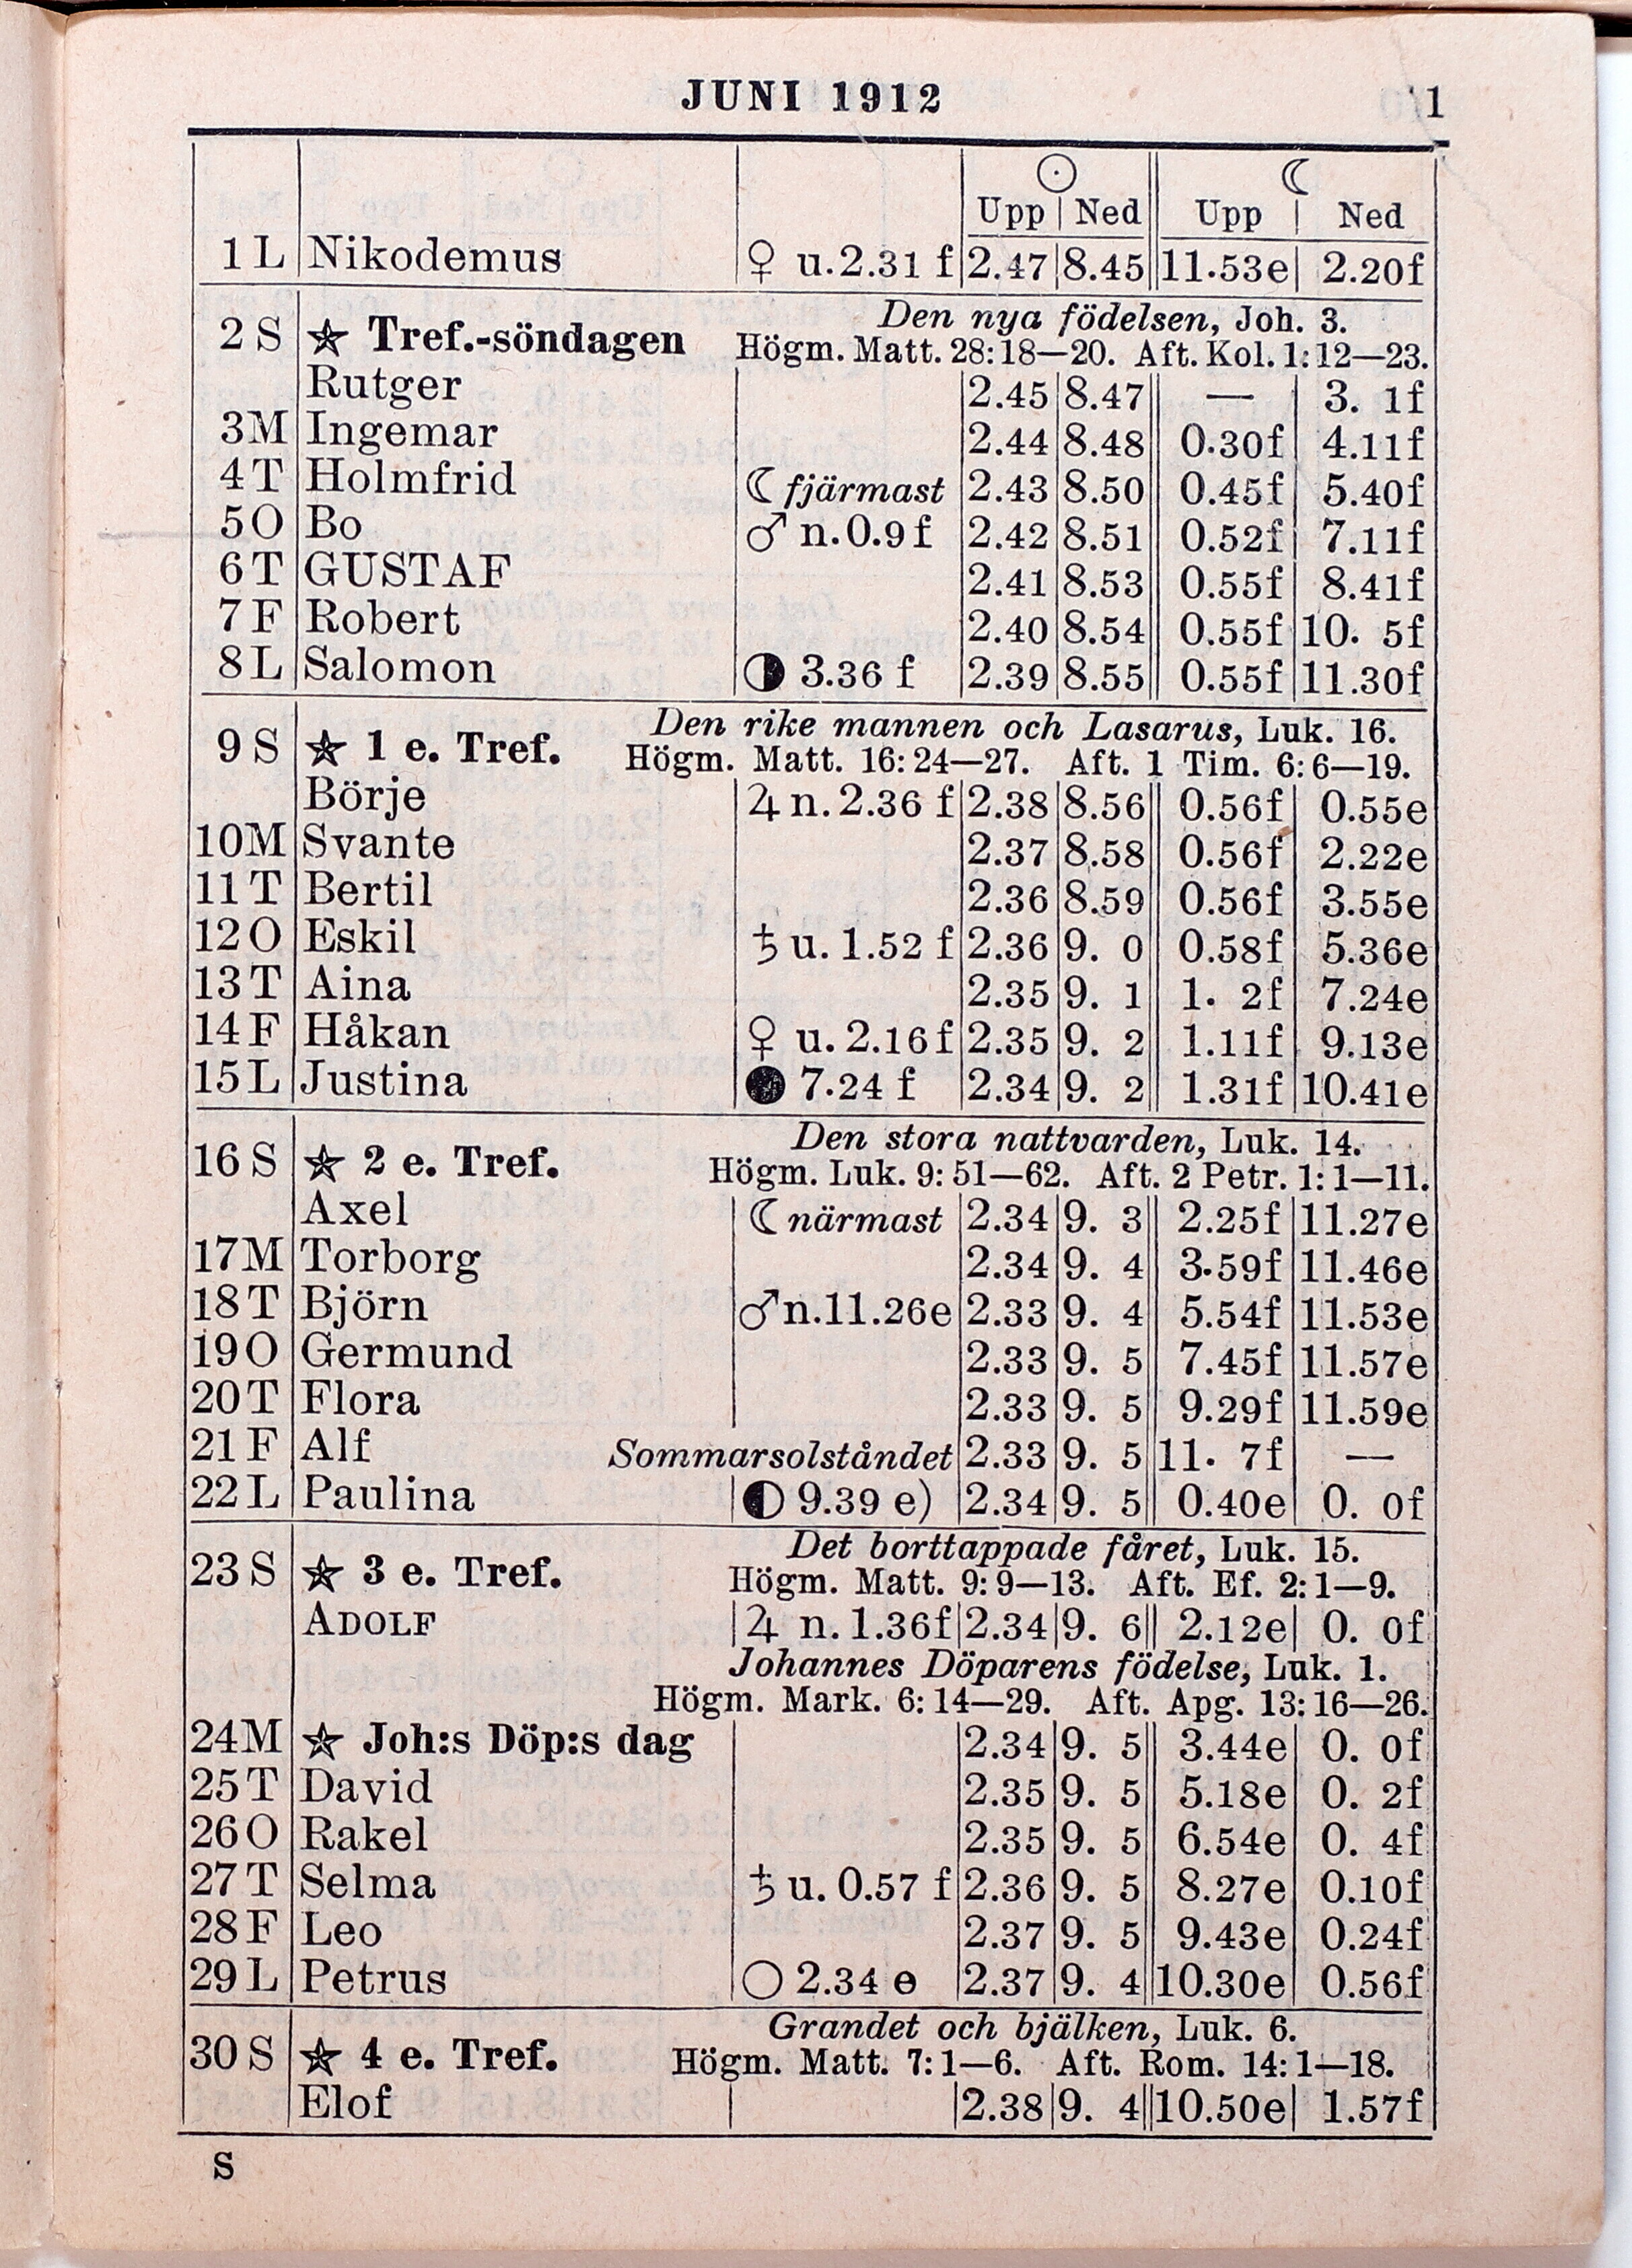 JUNI 1912 1
☉ ☾
Upp Ned Upp Ned
1 L Nikodemus ♀ u. 2.31 f 2.47 8.45 11.53e 2.20f
Den nya födelsen, Joh. 3.
2 S ☆ Tref.-söndagen Högm. Matt. 28:18—20. Aft. Kol. 1:12—23.
Rutger 2.45 8.47 — 3. 1f
3 M Ingemar 2.44 8.48 0.30f 4.11f
4 T Holmfrid ☾ fjärmast 2.43 8.50 0.45f 5.40f
5 O Bo ♂ n. 0.9 f 2.42 8.51 0.52f 7.11f
6 T GUSTAF 2.41 8.53 0.55f 8.41f
7 F Robert 2.40 8.54 0.55f 10. 5f
8 L Salomon ◑ 3.36 f 2.39 8.55 0.55f 11.30f
Den rike mannen och Lasarus, Luk. 16.
9 S ☆ 1 e. Tref. Högm. Matt. 16:24—27. Aft. 1 Tim. 6:6—19.
Börje ♃ n. 2.36 f 2.38 8.56 0.56f 0.55e
10 M Svante 2.37 8.58 0.56f 2.22e
11 T Bertil 2.36 8.59 0.56f 3.55e
12 O Eskil ♄ u. 1.52 f 2.36 9. 0 0.58f 5.36e
13 T Aina 2.35 9. 1 1. 2f 7.24e
14 F Håkan ♀ u. 2.16 f 2.35 9. 2 1.11f 9.13e
15 L Justina ● 7.24 f 2.34 9. 2 1.31f 10.41e
Den stora nattvarden, Luk. 14.
16 S ☆ 2 e. Tref. Högm. Luk. 9:51—62. Aft. 2 Petr. 1:1—11.
Axel ☾ närmast 2.34 9. 3 2.25f 11.27e
17 M Torborg 2.34 9. 4 3.59f 11.46e
18 T Björn ♂ n. 11.26e 2.33 9. 4 5.54f 11.53e
19 O Germund 2.33 9. 5 7.45f 11.57e
20 T Flora 2.33 9. 5 9.29f 11.59e
21 F Alf Sommarsolståndet 2.33 9. 5 11. 7f —
22 L Paulina ◐ 9.39 e) 2.34 9. 5 0.40e 0. 0f
Det borttappade fåret, Luk. 15.
23 S ☆ 3 e. Tref. Högm. Matt. 9:9—13. Aft. Ef. 2:1—9.
ADOLF ♃ n. 1.36f 2.34 9. 6 2.12e 0. 0f
Johannes Döparens födelse, Luk. 1.
Högm. Mark. 6:14—29. Aft. Apg. 13:16—26.
24 M ☆ Joh:s Döp:s dag 2.34 9. 5 3.44e 0. 0f
25 T David 2.35 9. 5 5.18e 0. 2f
26 O Rakel 2.35 9. 5 6.54e 0. 4f
27 T Selma ♄ u. 0.57 f 2.36 9. 5 8.27e 0.10f
28 F Leo 2.37 9. 5 9.43e 0.24f
29 L Petrus ○ 2.34 e 2.37 9. 4 10.30e 0.56f
Grandet och bjälken, Luk. 6.
30 S ☆ 4 e. Tref. Högm. Matt. 7:1—6. Aft. Rom. 14:1—18.
Elof 2.38 9. 4 10.50e 1.57f
S